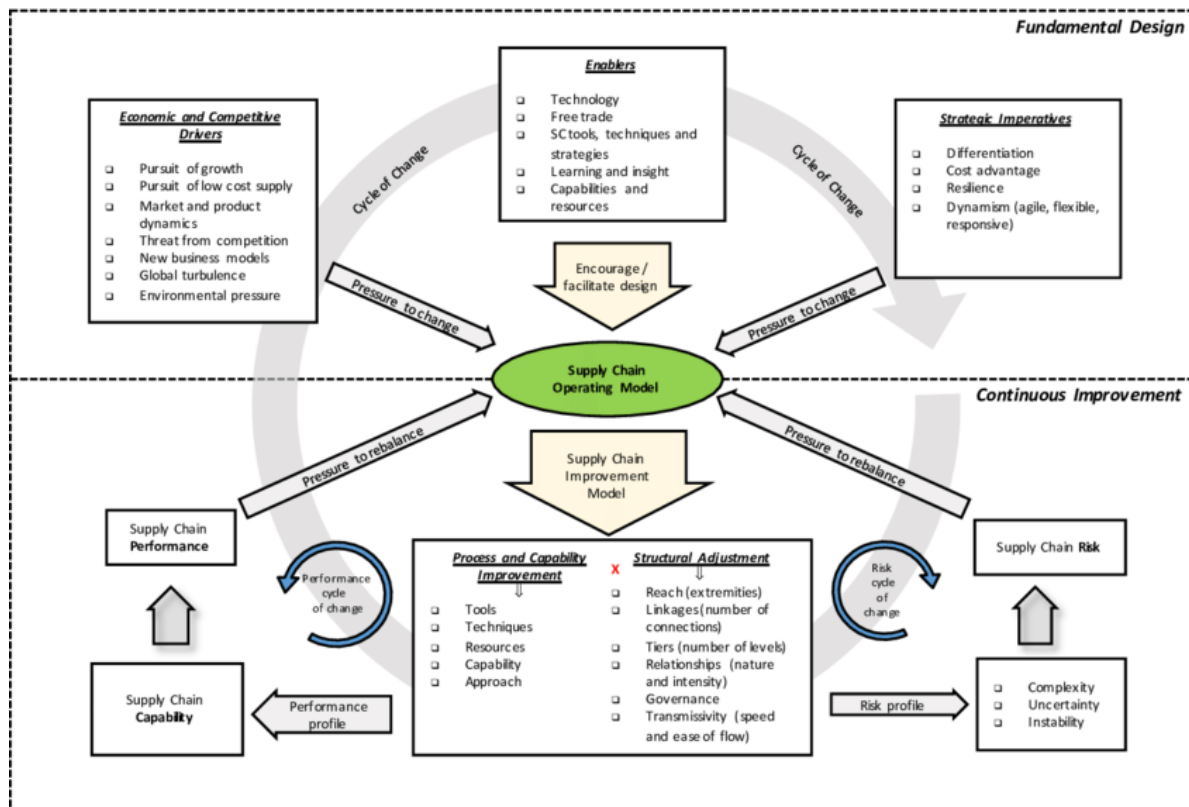 Fundamental Design
Enablers
❑ Technology
❑ Free trade
❑ SC tools, techniques and
strategies
❑ Learning and insight
❑ Capabilities and
resources
Economic and Competitive
Drivers
❑ Pursuit of growth
❑ Pursuit of low cost supply
❑ Market and product
dynamics
❑ Threat from competition
❑ New business models
❑ Global turbulence
❑ Environmental pressure
Strategic Imperatives
❑ Differentiation
❑ Cost advantage
❑ Resilience
❑ Dynamism (agile, flexible,
responsive)
Cycle of Change
Cycle of Change
Encourage /
facilitate design
Pressure to change
Pressure to change
Supply Chain
Operating Model
Continuous Improvement
Pressure to rebalance
Pressure to rebalance
Supply Chain
Improvement
Model
Supply Chain
Performance
Supply Chain Risk
Performance
cycle
of change
Risk
cycle
of
change
Process and Capability
Improvement
❑ Tools
❑ Techniques
❑ Resources
❑ Capability
❑ Approach
X
Structural Adjustment
❑ Reach (extremities)
❑ Linkages (number of
connections)
❑ Tiers (number of levels)
❑ Relationships (nature
and intensity)
❑ Governance
❑ Transmissivity (speed
and ease of flow)
Supply Chain
Capability
Performance
profile
Risk profile
❑ Complexity
❑ Uncertainty
❑ Instability